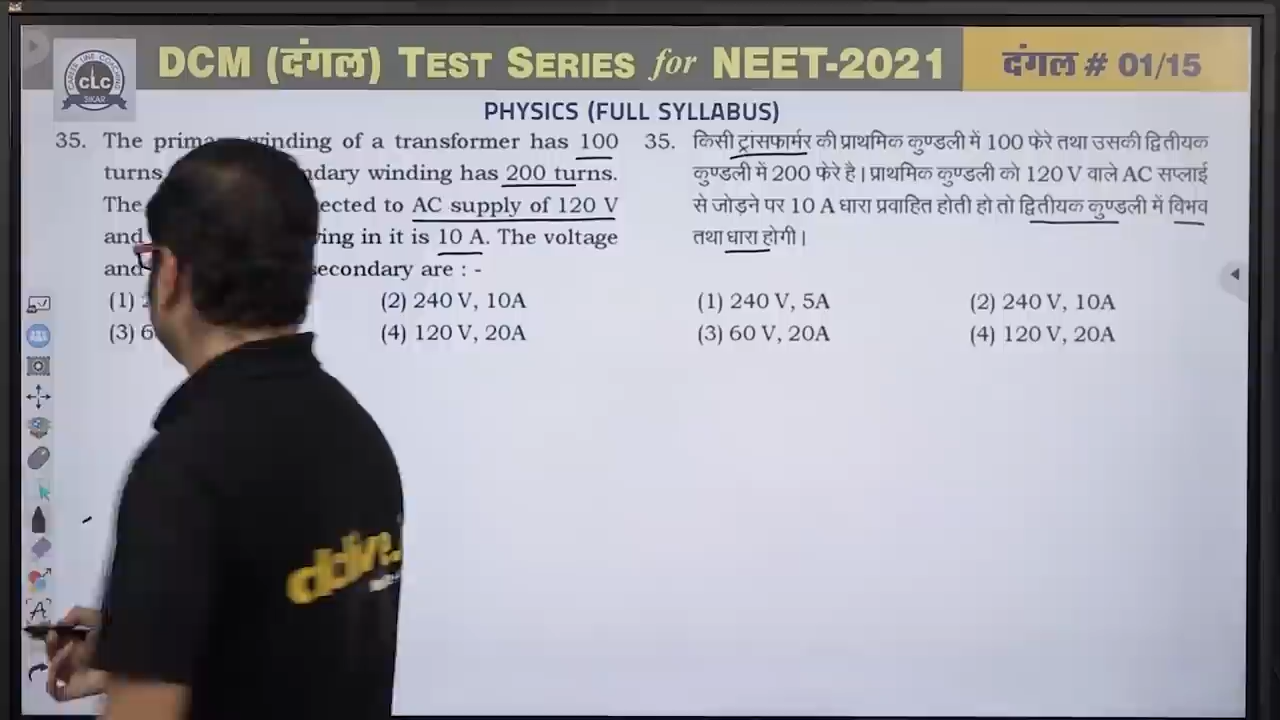 DCM (दंगल) TEST SERIES for NEET-2021
दंगल # 01/15
CLC
SIKAR
PHYSICS (FULL SYLLABUS)
35. The winding of a transformer has 100
turns winding has 200 turns.
The to AC supply of 120 V
and in it is 10 A. The voltage
and secondary are : -
(1) (2) 240 V, 10A
(3) (4) 120 V, 20A
35. किसी ट्रांसफार्मर की प्राथमिक कुण्डली में 100 फेरे तथा उसकी द्वितीयक
कुण्डली में 200 फेरे है। प्राथमिक कुण्डली को 120 V वाले AC सप्लाई
से जोड़ने पर 10 A धारा प्रवाहित होती हो तो द्वितीयक कुण्डली में विभव
तथा धारा होगी।
(1) 240 V, 5A (2) 240 V, 10A
(3) 60 V, 20A (4) 120 V, 20A